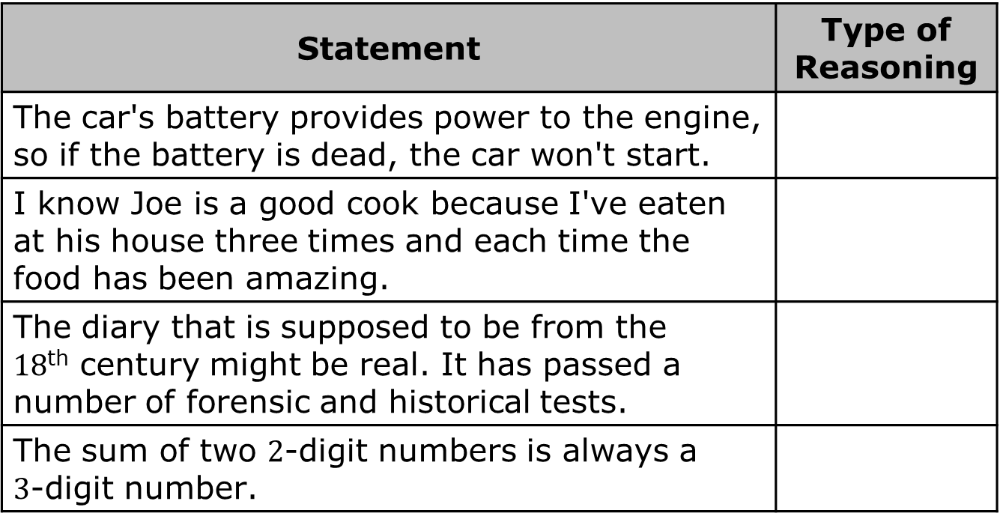 Statement
Type of
Reasoning
The car's battery provides power to the engine,
so if the battery is dead, the car won't start.
I know Joe is a good cook because I've eaten
at his house three times and each time the
food has been amazing.
The diary that is supposed to be from the
18th century might be real. It has passed a
number of forensic and historical tests.
The sum of two 2-digit numbers is always a
3-digit number.